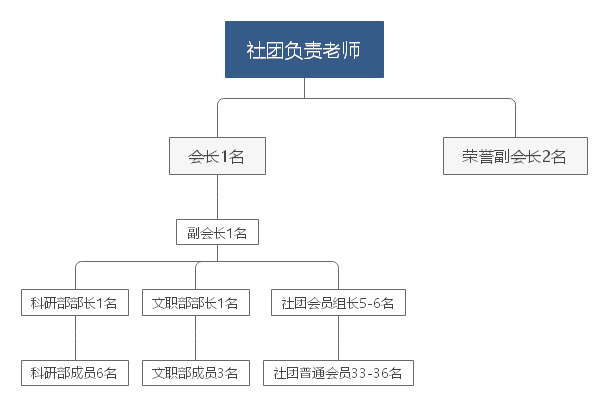 社团负责老师
会长1名
荣誉副会长2名
副会长1名
科研部部长1名
文职部部长1名
社团会员组长5-6名
科研部成员6名
文职部成员3名
社团普通会员33-36名